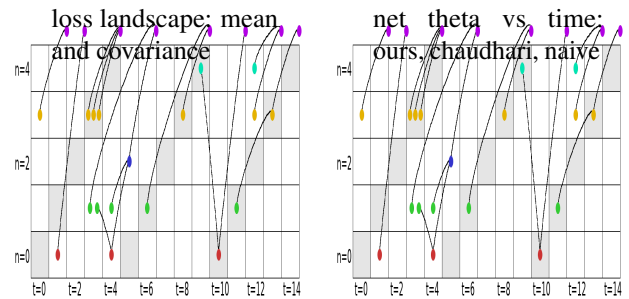 loss landscape; mean
and covariance
n=4
n=2
n=0
t=0 t=2 t=4 t=6 t=8 t=10 t=12 t=14
net theta vs time:
ours, chaudhari, naive
n=4
n=2
n=0
t=0 t=2 t=4 t=6 t=8 t=10 t=12 t=14